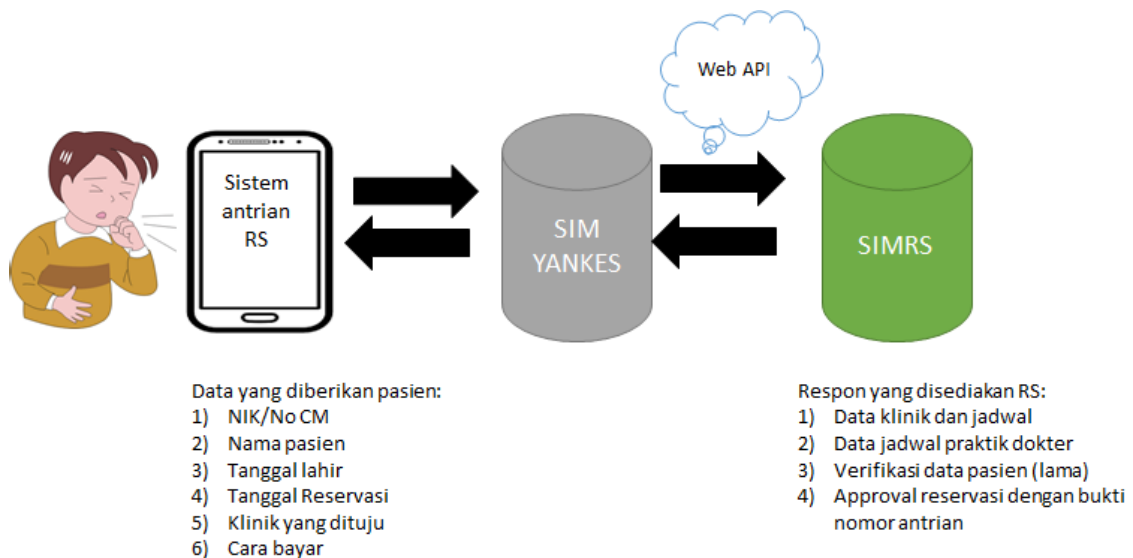 Web API
Sistem
antrian
RS
SIM
YANKES
SIMRS
Data yang diberikan pasien:
1) NIK/No CM
2) Nama pasien
3) Tanggal lahir
4) Tanggal Reservasi
5) Klinik yang dituju
6) Cara bayar
Respon yang disediakan RS:
1) Data klinik dan jadwal
2) Data jadwal praktik dokter
3) Verifikasi data pasien (lama)
4) Approval reservasi dengan bukti
nomor antrian